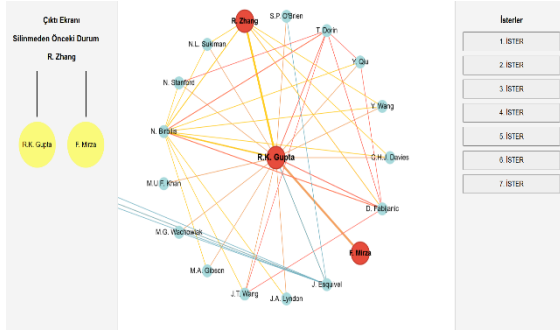 Çıktı Ekranı
Silinmeden Önceki Durum
R. Zhang
R.K. Gupta
F. Mirza
R. Zhang
S.P. O'Brien
T. Dorin
N.L. Sukiman
Y. Qiu
N. Stanford
Y. Wang
N. Birbilis
R.K. Gupta
C.H.J. Davies
M.U.F. Khan
D. Fabijanic
M.G. Wachowiak
F. Mirza
M.A. Gibson
J. Esquivel
J.T. Wang
J.A. Lyndon
İsterler
1. İSTER
2. İSTER
3. İSTER
4. İSTER
5. İSTER
6. İSTER
7. İSTER